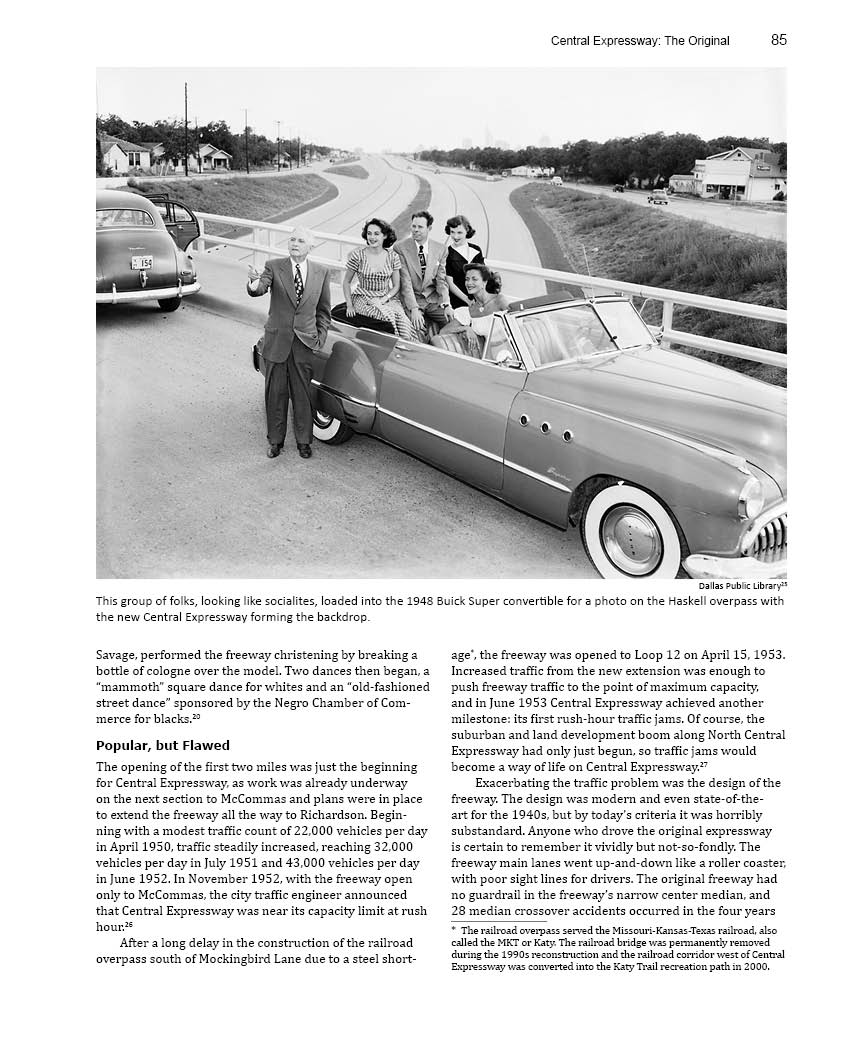 Central Expressway: The Original 85
154
Super
Dallas Public Library25
This group of folks, looking like socialites, loaded into the 1948 Buick Super convertible for a photo on the Haskell overpass with
the new Central Expressway forming the backdrop.
Savage, performed the freeway christening by breaking a
bottle of cologne over the model. Two dances then began, a
“mammoth” square dance for whites and an “old-fashioned
street dance” sponsored by the Negro Chamber of Com-
merce for blacks.20
Popular, but Flawed
The opening of the first two miles was just the beginning
for Central Expressway, as work was already underway
on the next section to McCommas and plans were in place
to extend the freeway all the way to Richardson. Begin-
ning with a modest traffic count of 22,000 vehicles per day
in April 1950, traffic steadily increased, reaching 32,000
vehicles per day in July 1951 and 43,000 vehicles per day
in June 1952. In November 1952, with the freeway open
only to McCommas, the city traffic engineer announced
that Central Expressway was near its capacity limit at rush
hour.26
After a long delay in the construction of the railroad
overpass south of Mockingbird Lane due to a steel short-
age*, the freeway was opened to Loop 12 on April 15, 1953.
Increased traffic from the new extension was enough to
push freeway traffic to the point of maximum capacity,
and in June 1953 Central Expressway achieved another
milestone: its first rush-hour traffic jams. Of course, the
suburban and land development boom along North Central
Expressway had only just begun, so traffic jams would
become a way of life on Central Expressway.27
Exacerbating the traffic problem was the design of the
freeway. The design was modern and even state-of-the-
art for the 1940s, but by today’s criteria it was horribly
substandard. Anyone who drove the original expressway
is certain to remember it vividly but not-so-fondly. The
freeway main lanes went up-and-down like a roller coaster,
with poor sight lines for drivers. The original freeway had
no guardrail in the freeway’s narrow center median, and
28 median crossover accidents occurred in the four years
* The railroad overpass served the Missouri-Kansas-Texas railroad, also
called the MKT or Katy. The railroad bridge was permanently removed
during the 1990s reconstruction and the railroad corridor west of Central
Expressway was converted into the Katy Trail recreation path in 2000.